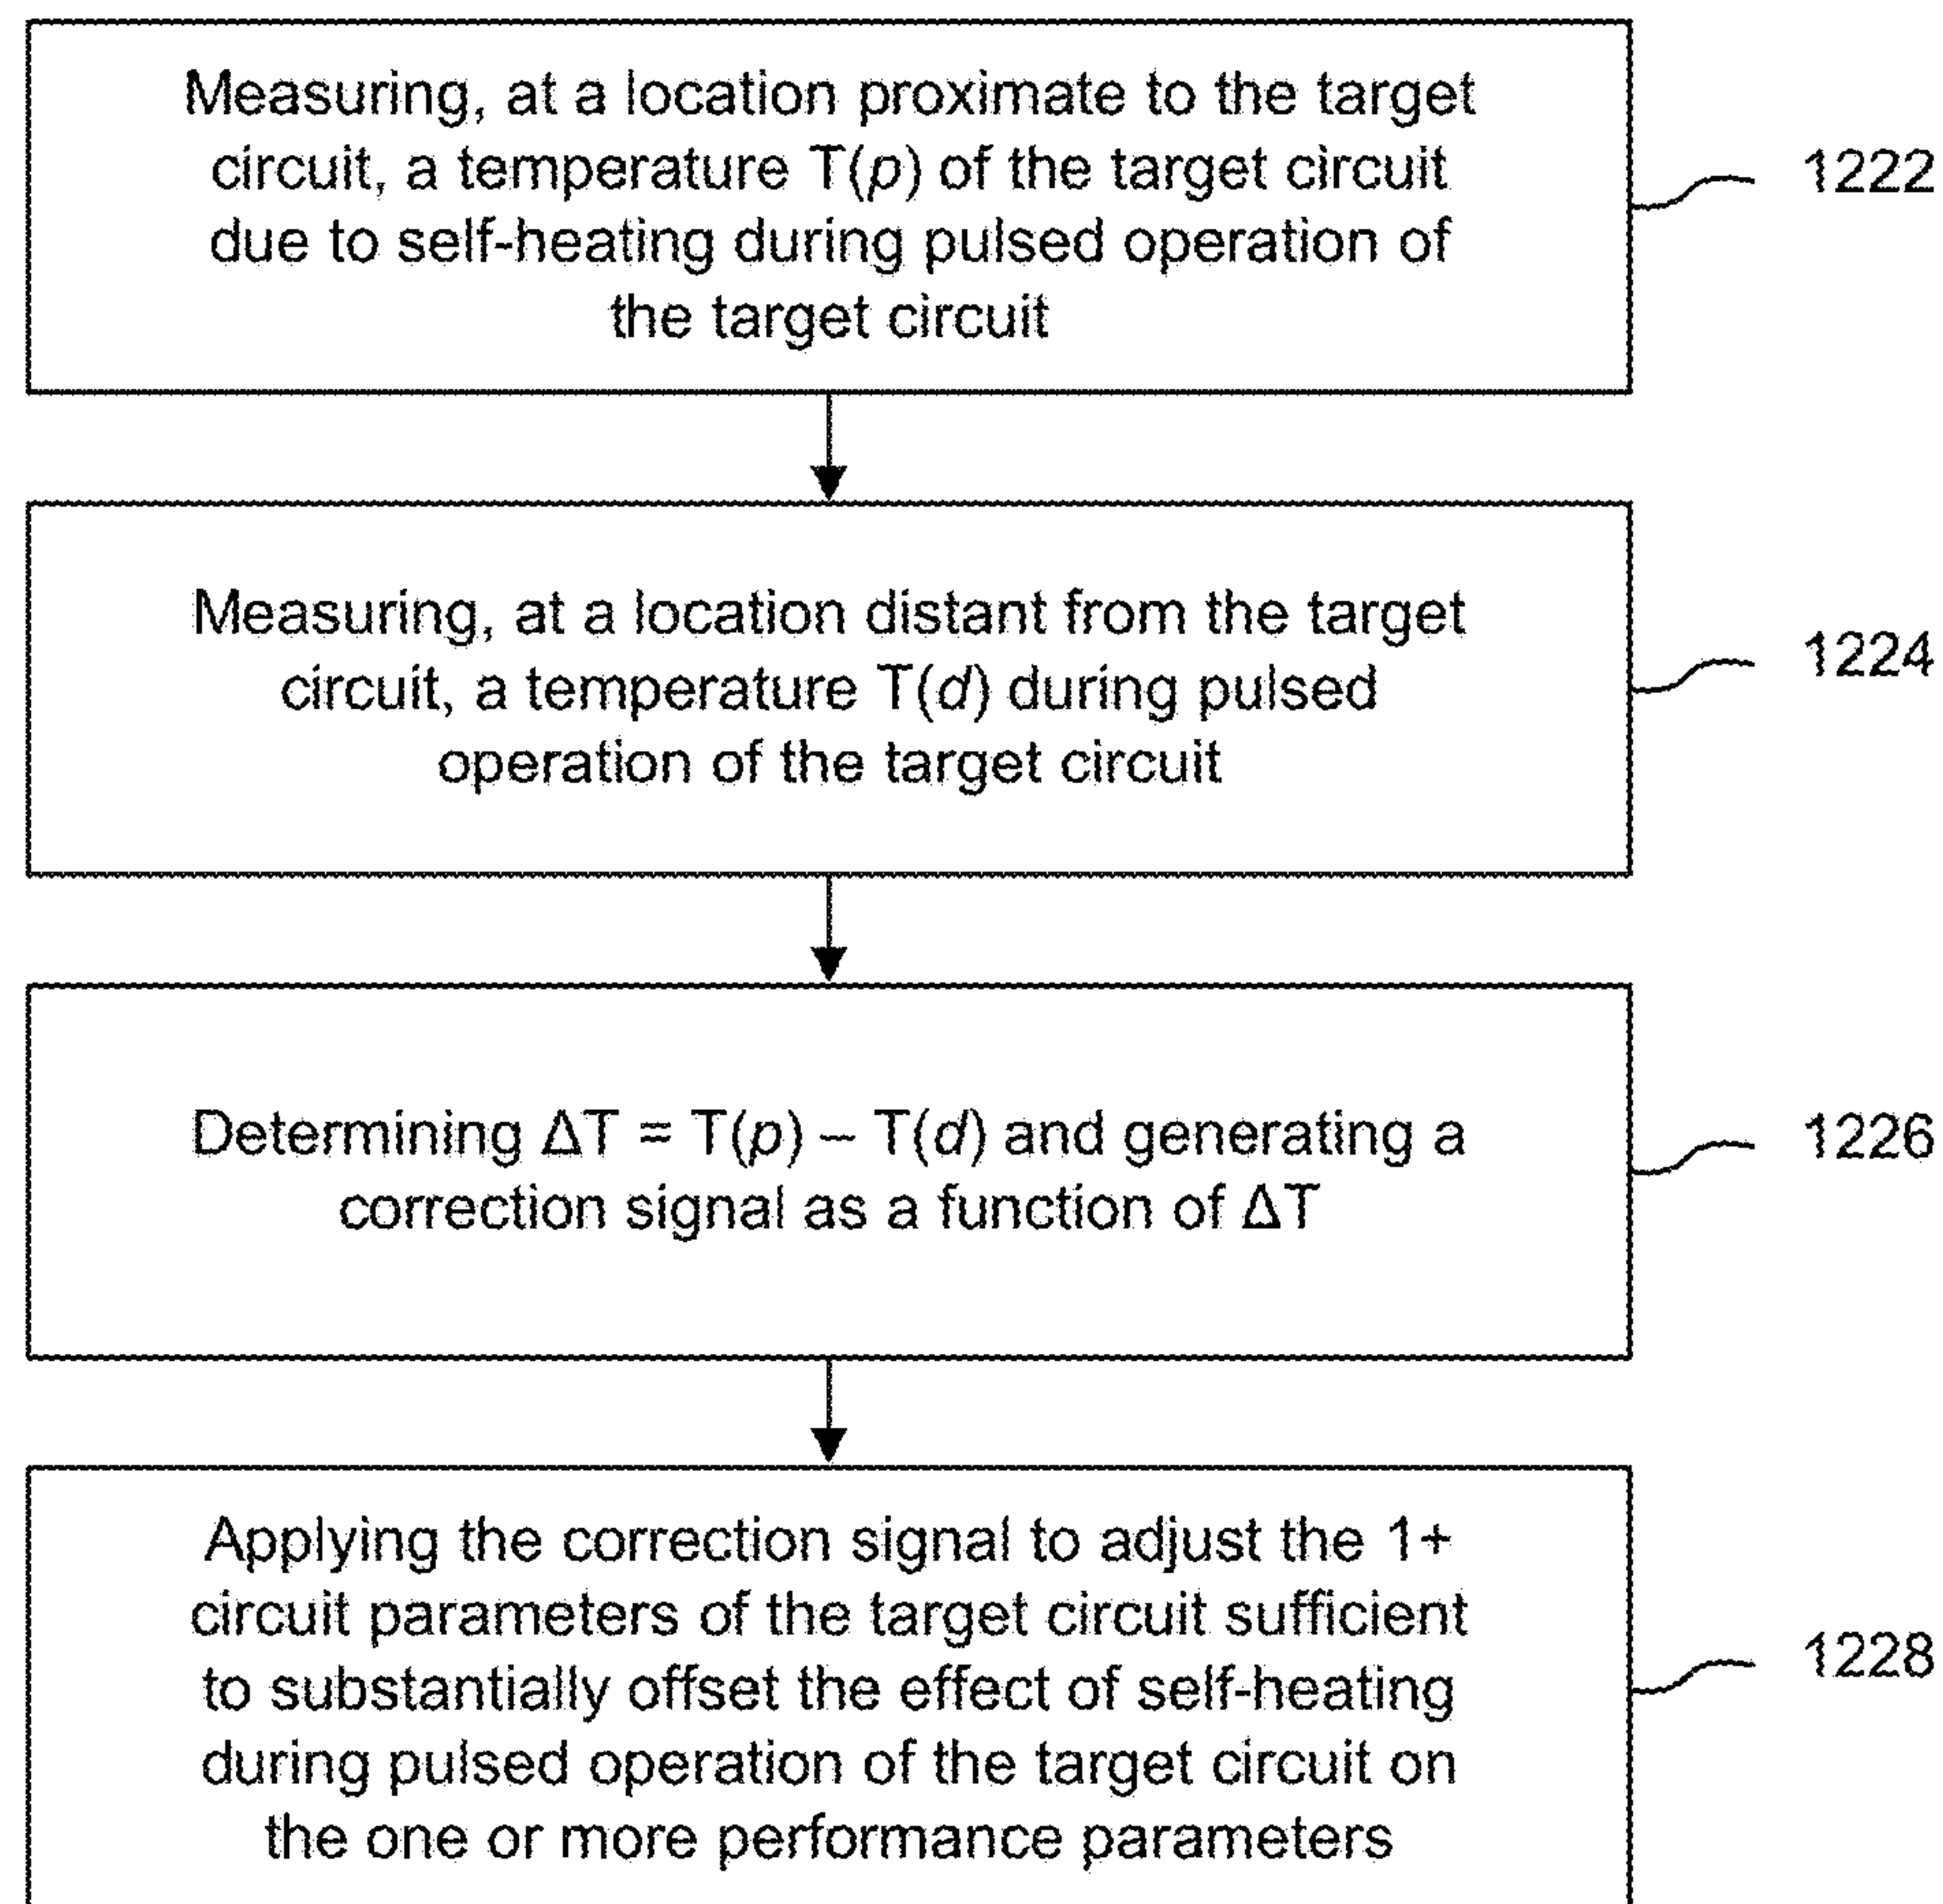 Measuring, at a location proximate to the target
circuit, a temperature T(p) of the target circuit
due to self-heating during pulsed operation of
the target circuit
1222
Measuring, at a location distant from the target
circuit, a temperature T(d) during pulsed
operation of the target circuit
1224
Determining ΔT = T(p) – T(d) and generating a
correction signal as a function of ΔT
1226
Applying the correction signal to adjust the 1+
circuit parameters of the target circuit sufficient
to substantially offset the effect of self-heating
during pulsed operation of the target circuit on
the one or more performance parameters
1228